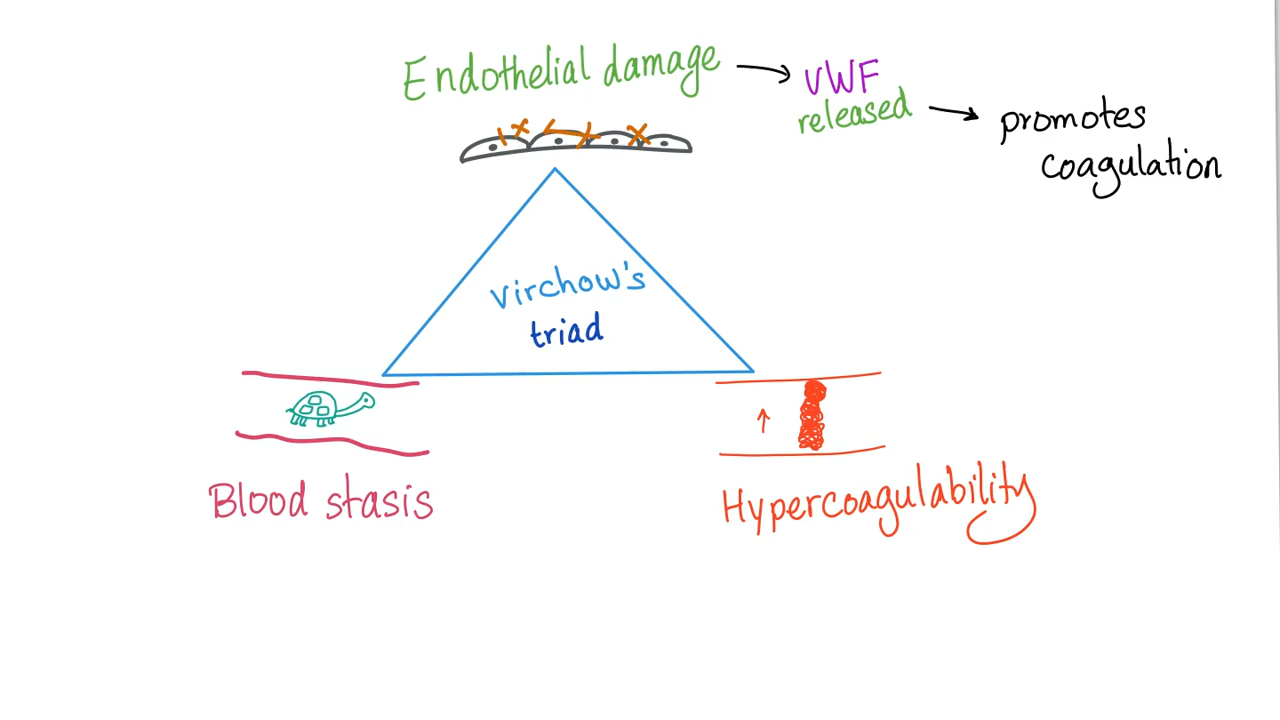 Endothelial damage → vWF
released → promotes
coagulation
virchow's
triad
↑
Blood stasis
Hypercoagulability